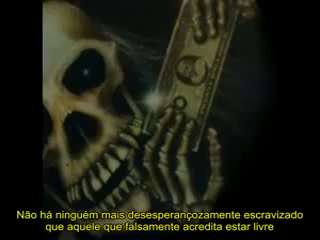 Não há ninguém mais desesperançozamente escravizado
que aquele que falsamente acredita estar livre